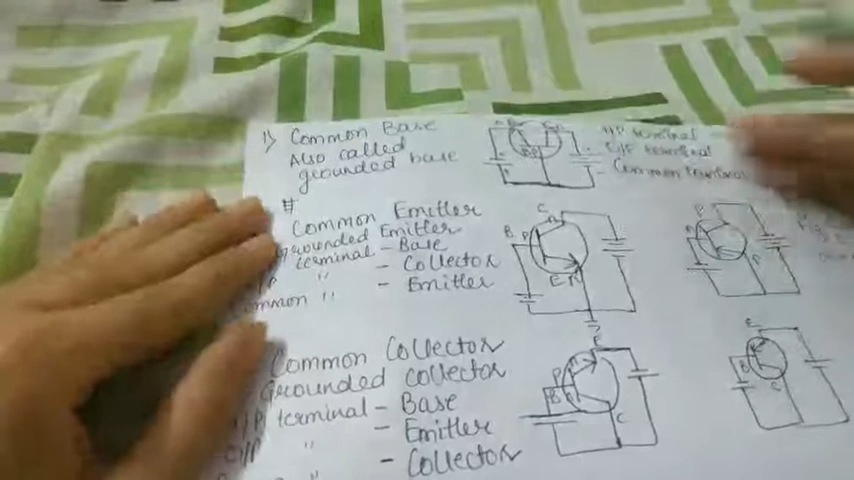 1) Common Base
Also called
grounded base
I/P terminal
O/P terminal
Common terminal
#
Common Emitter
grounded Emitter
terminal - Base
" - Collector
Common " - Emitter
Common Collector
Grounded collector
I/P terminal - Base
O/P " - Emitter
" - Collector